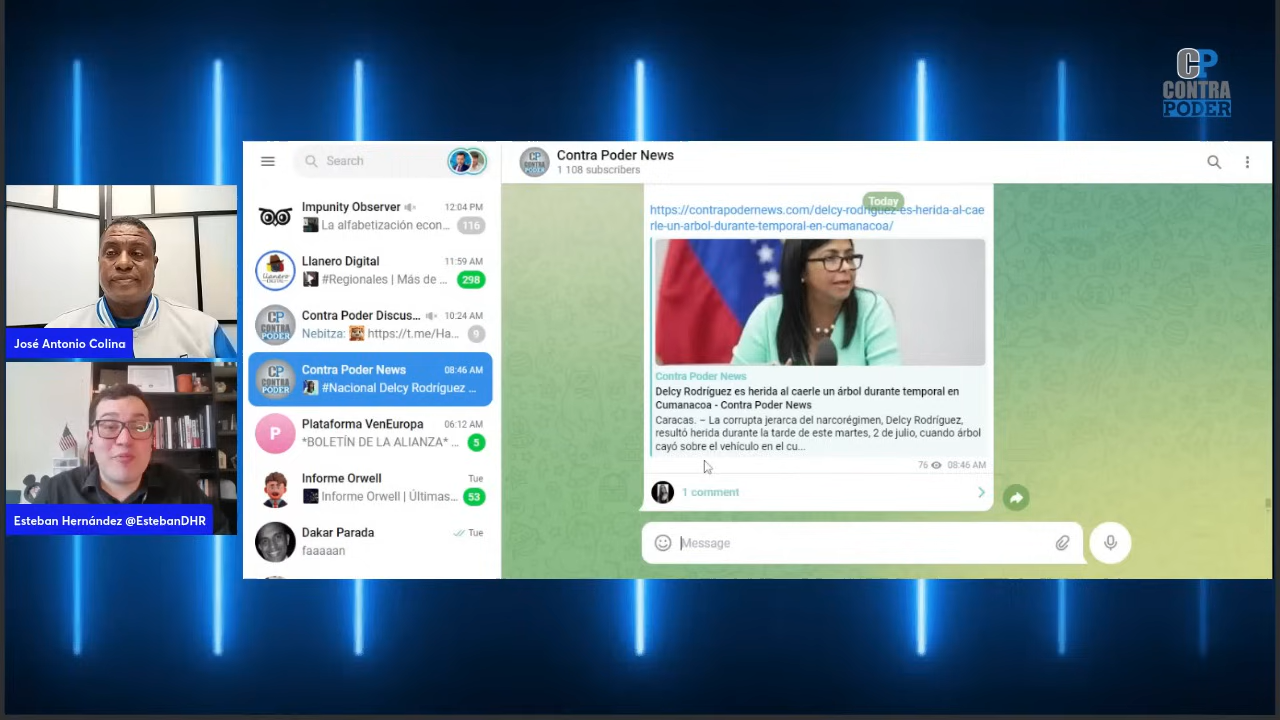 CP
CONTRA
PODER
José Antonio Colina
Esteban Hernández @EstebanDHR
Search
Impunity Observer
12:04 PM
La alfabetización econ...
116
Llanero Digital
11:59 AM
#Regionales | Más de ...
298
Contra Poder Discus...
10:24 AM
Nebitza: https://t.me/Ha...
9
Contra Poder News
08:46 AM
#Nacional Delcy Rodríguez ...
Plataforma VenEuropa
06:12 AM
*BOLETÍN DE LA ALIANZA* ...
5
Informe Orwell
Tue
Informe Orwell | Últimas...
53
Dakar Parada
Tue
faaaaan
Contra Poder News
1 108 subscribers
Today
https://contrapodernews.com/delcy-rodriguez-es-herida-al-cae
rle-un-arbol-durante-temporal-en-cumanacoa/
Contra Poder News
Delcy Rodríguez es herida al caerle un árbol durante temporal en
Cumanacoa - Contra Poder News
Caracas. – La corrupta jerarca del narcorégimen, Delcy Rodríguez,
resultó herida durante la tarde de este martes, 2 de julio, cuando árbol
cayó sobre el vehículo en el cu...
76 08:46 AM
1 comment
Message